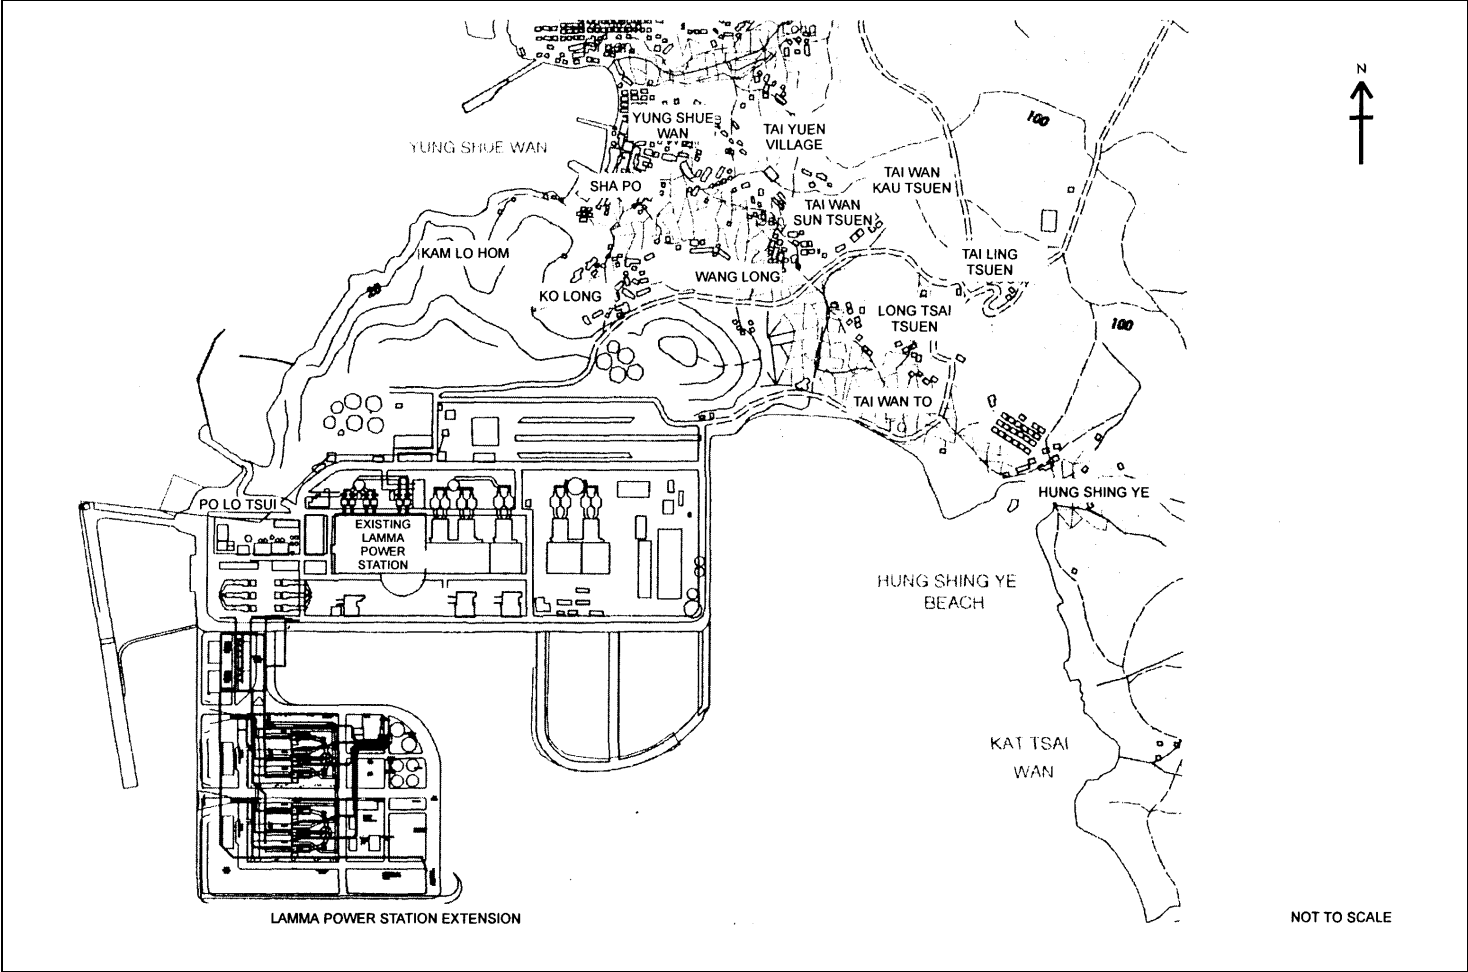 N
100
YUNG SHUE
WAN
TAI YUEN
VILLAGE
YUNG SHUE WAN
TAI WAN
KAU TSUEN
SHA PO
TAI WAN
SUN TSUEN
KAM LO HOM
TAI LING
TSUEN
WANG LONG
20
KO LONG
LONG TSAI
TSUEN
100
TAI WAN TO
PO LO TSUI
HUNG SHING YE
EXISTING
LAMMA
POWER
STATION
HUNG SHING YE
BEACH
KAT TSAI
WAN
LAMMA POWER STATION EXTENSION
NOT TO SCALE